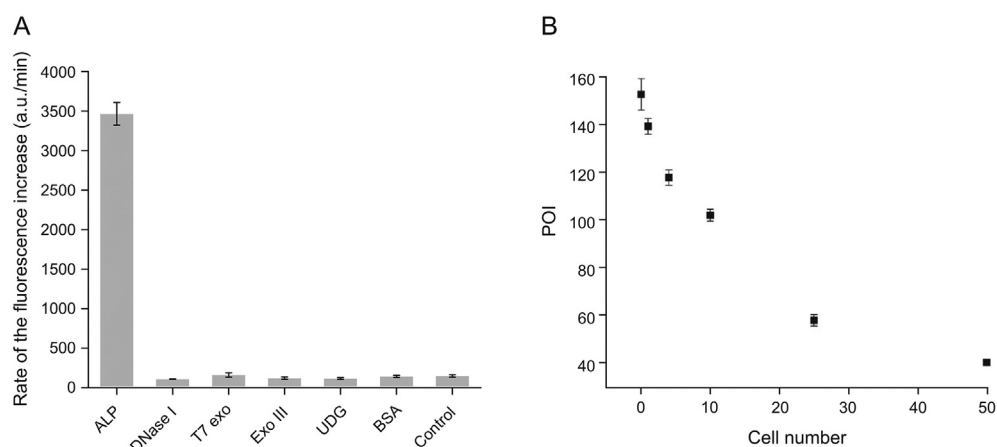 A
Rate of the fluorescence increase (a.u./min)
4000
3500
3000
2500
2000
1500
1000
500
0
ALP
DNase I
T7 exo
Exo III
UDG
BSA
Control
B
POI
160
140
120
100
80
60
40
0
10
20
30
40
50
Cell number